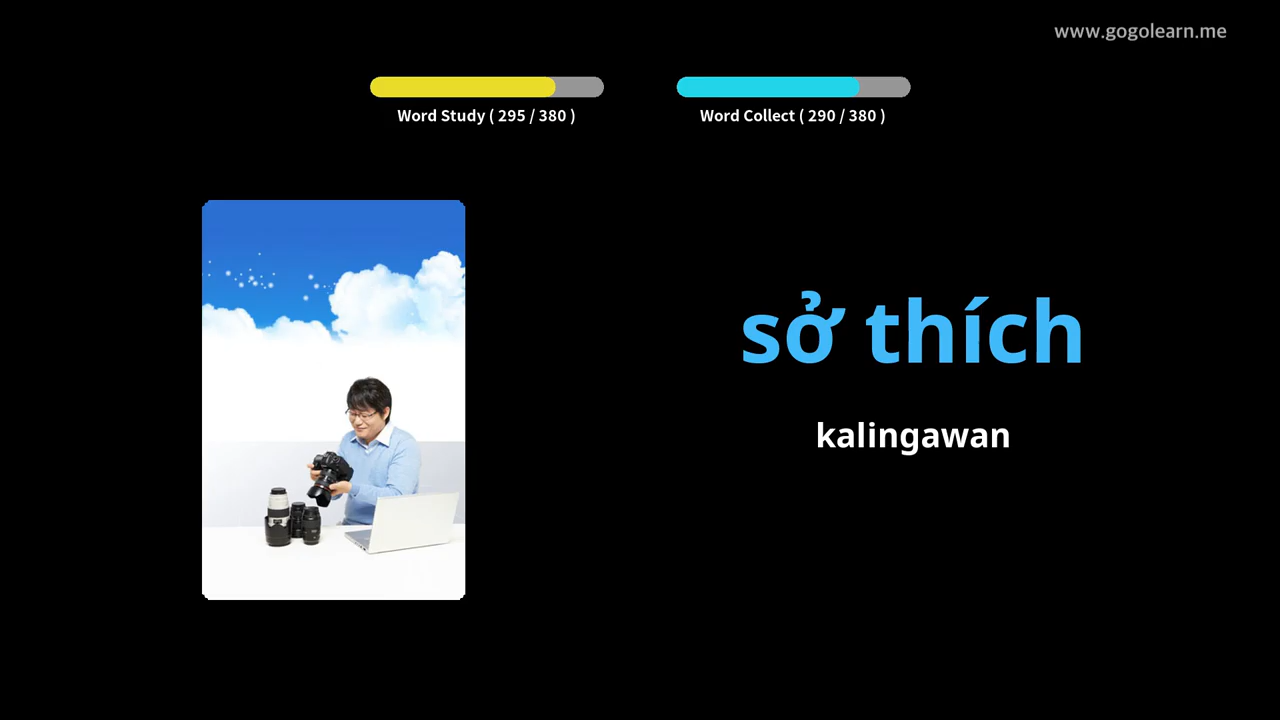 www.gogolearn.me
Word Study ( 295 / 380 )
Word Collect ( 290 / 380 )
sở thích
kalingawan